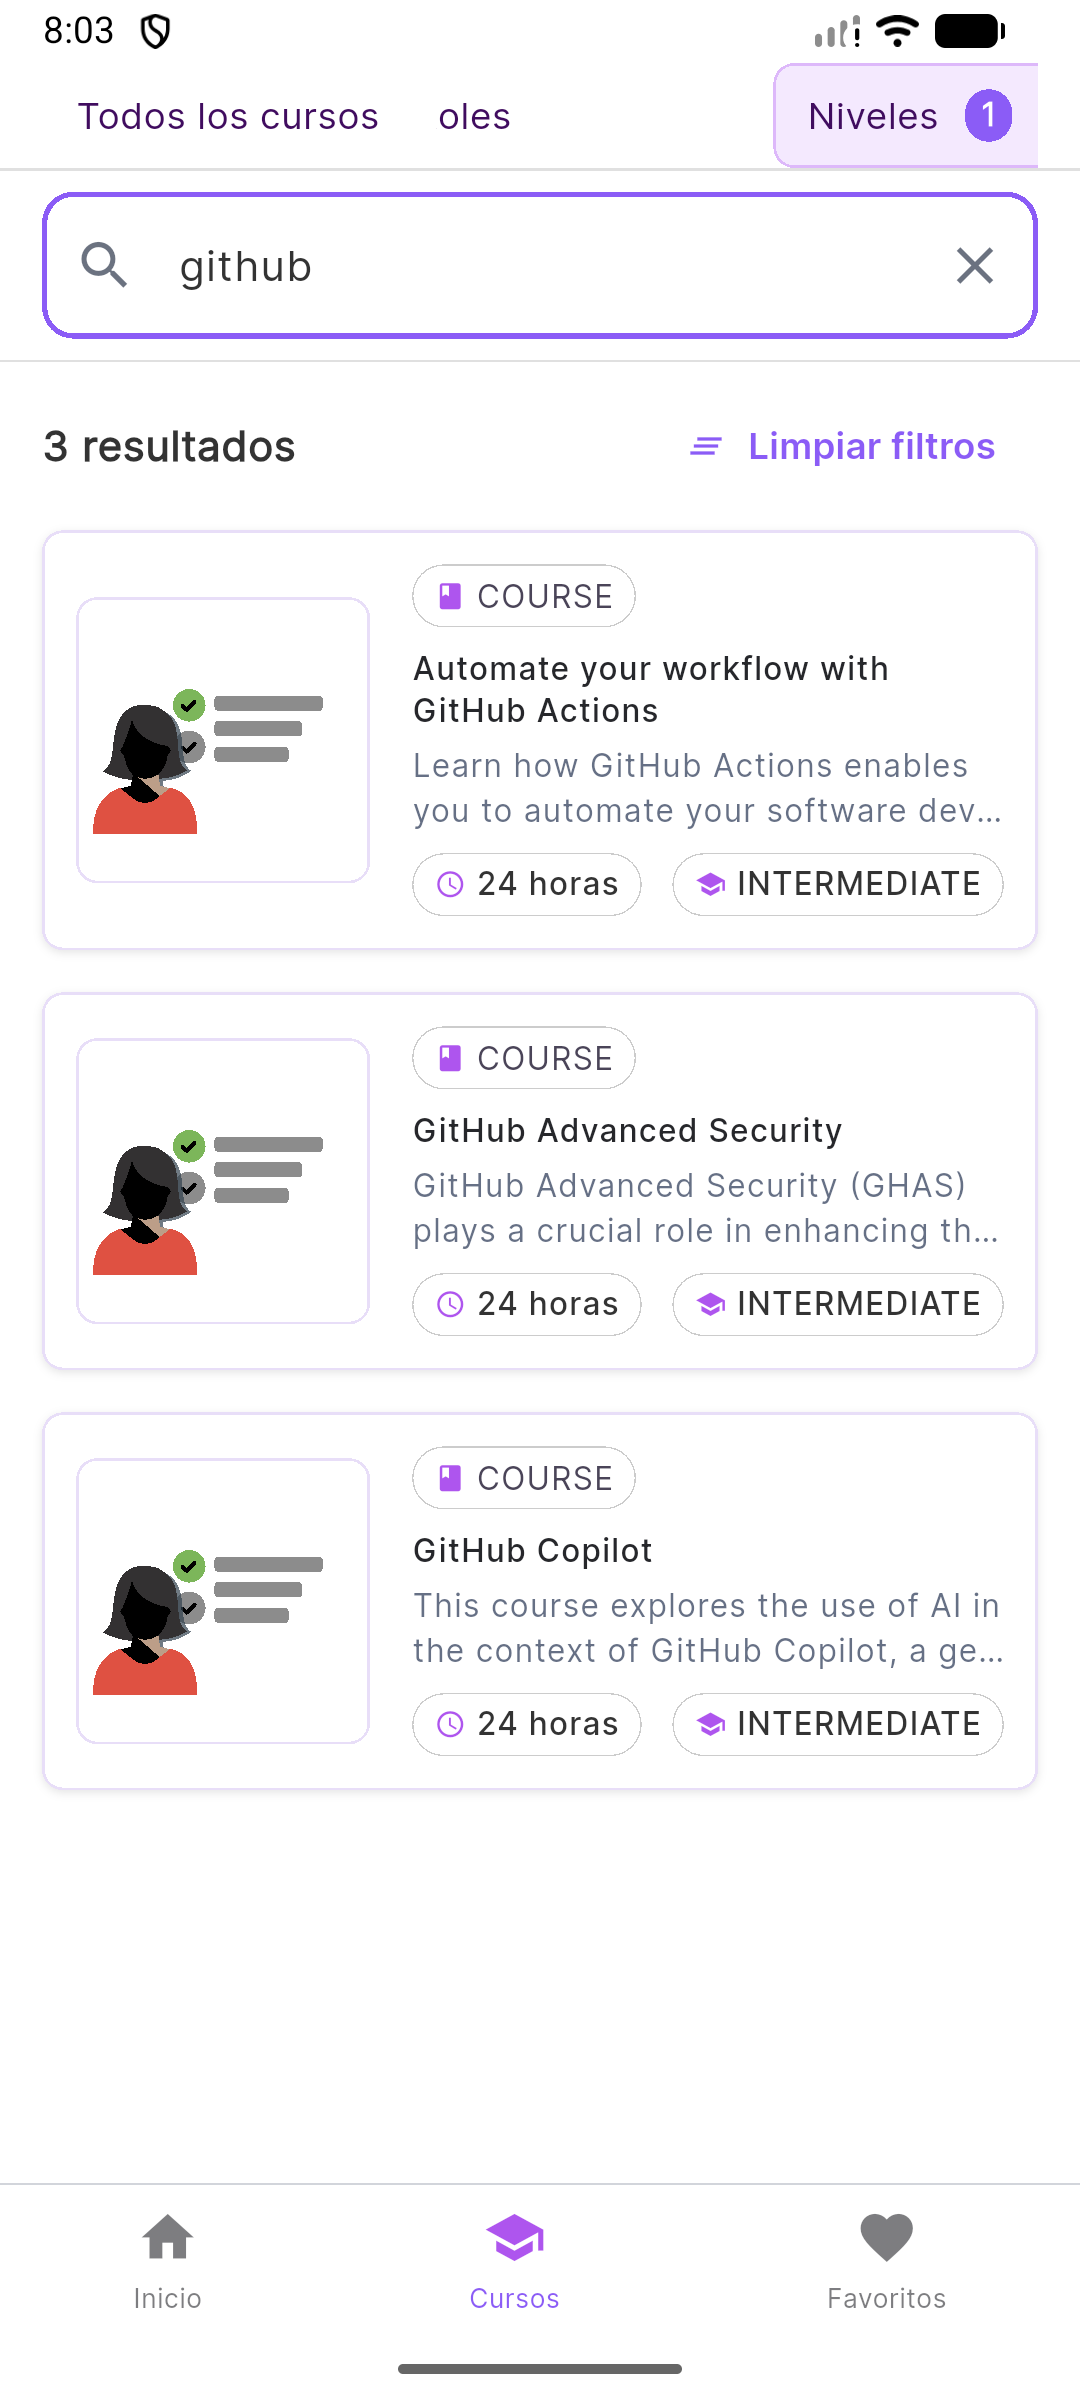 8:03
Todos los cursos
oles
Niveles 1
github
3 resultados
Limpiar filtros
COURSE
Automate your workflow with
GitHub Actions
Learn how GitHub Actions enables
you to automate your software dev...
24 horas
INTERMEDIATE
COURSE
GitHub Advanced Security
GitHub Advanced Security (GHAS)
plays a crucial role in enhancing th...
24 horas
INTERMEDIATE
COURSE
GitHub Copilot
This course explores the use of AI in
the context of GitHub Copilot, a ge...
24 horas
INTERMEDIATE
Inicio
Cursos
Favoritos